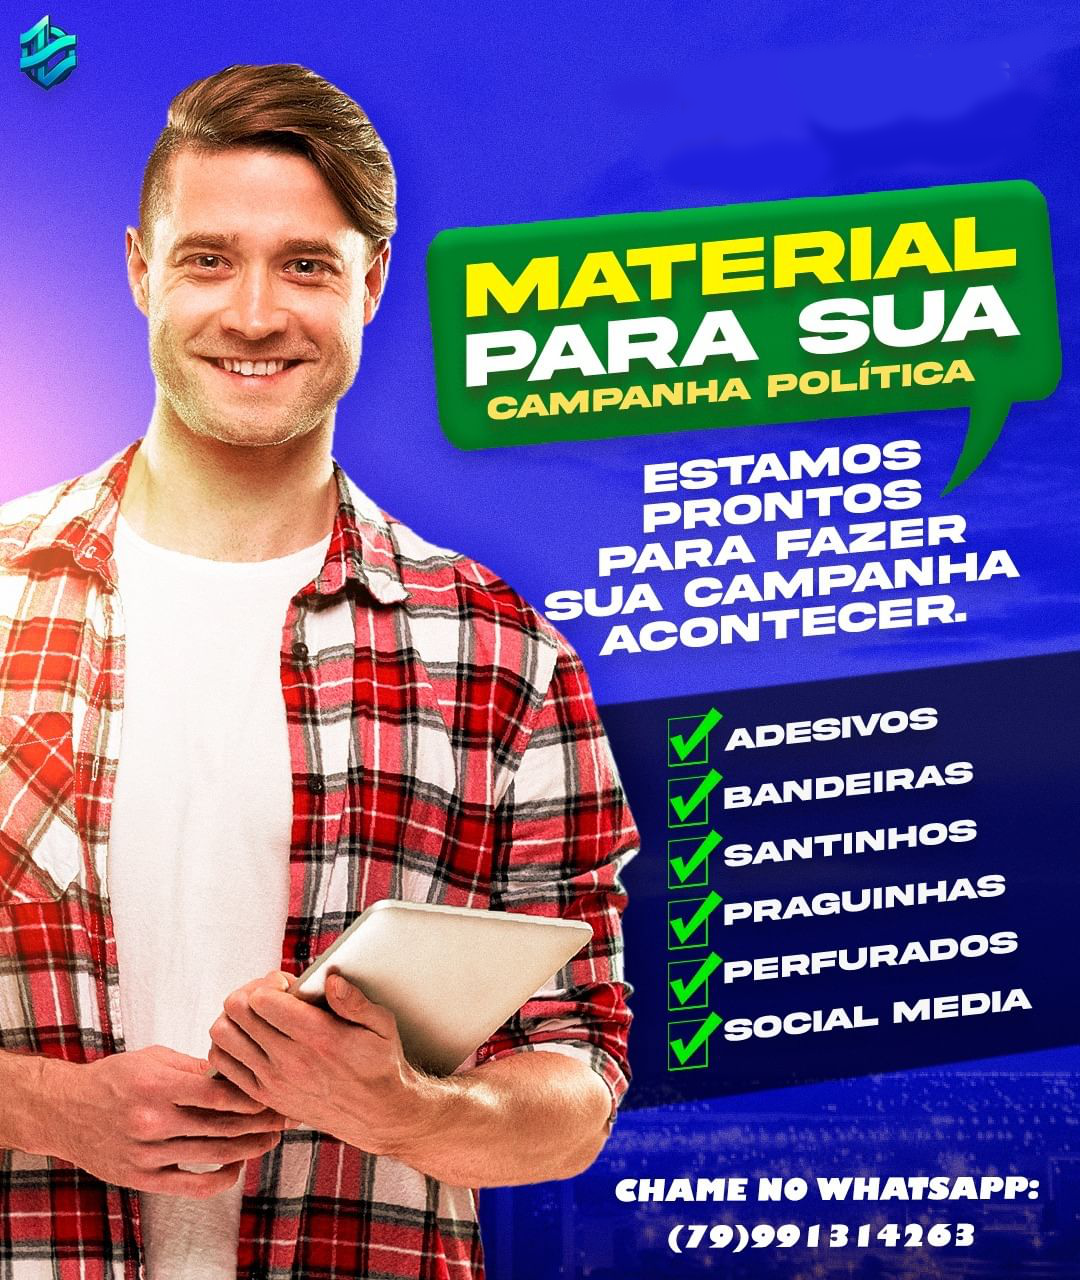 MATERIAL
PARA SUA
CAMPANHA POLÍTICA
ESTAMOS
PRONTOS
PARA FAZER
SUA CAMPANHA
ACONTECER.
ADESIVOS
BANDEIRAS
SANTINHOS
PRAGUINHAS
PERFURADOS
SOCIAL MEDIA
CHAME NO WHATSAPP:
(79)991314263